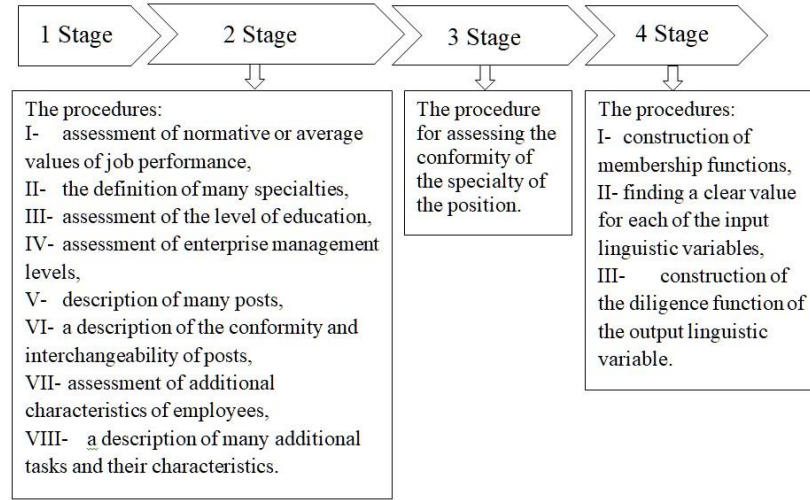 1 Stage
2 Stage
3 Stage
4 Stage
The procedures:
I- assessment of normative or average
values of job performance,
II- the definition of many specialties,
III- assessment of the level of education,
IV- assessment of enterprise management
levels,
V- description of many posts,
VI- a description of the conformity and
interchangeability of posts,
VII- assessment of additional
characteristics of employees,
VIII- a description of many additional
tasks and their characteristics.
The procedure
for assessing the
conformity of
the specialty of
the position.
The procedures:
I- construction of
membership functions,
II- finding a clear value
for each of the input
linguistic variables,
III- construction of
the diligence function of
the output linguistic
variable.